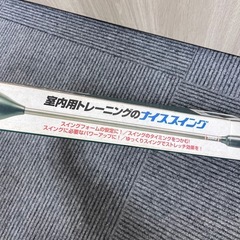 室内用トレーニングのナイススイング
スイングフォームの安定に!／スイングのタイミングをつかむ!
スイングに必要なパワーアップに!／ゆっくりスイングでストレッチ効果を!